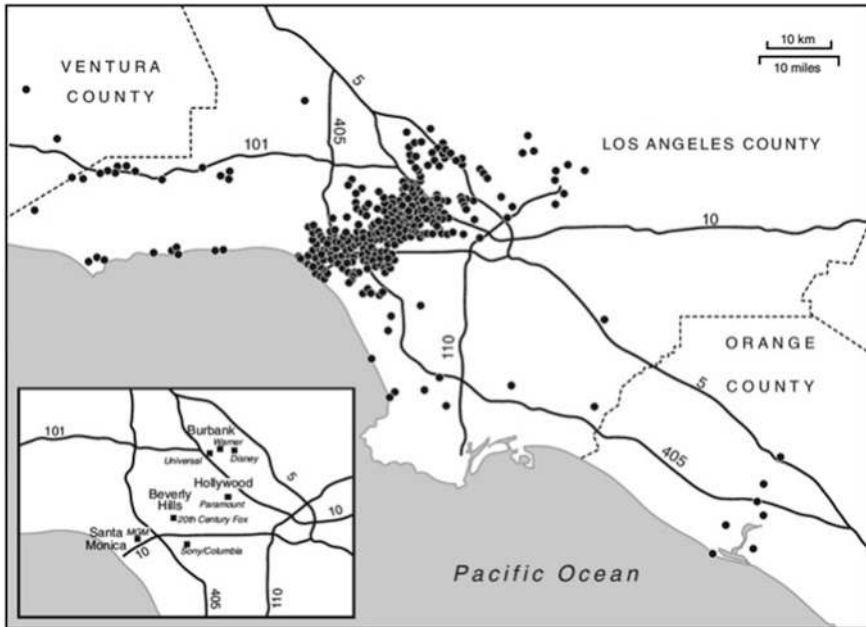 10 km
10 miles
VENTURA
COUNTY
5
405
101
LOS ANGELES COUNTY
10
110
ORANGE
COUNTY
5
405
Pacific Ocean
101
Burbank
Warner
Universal
Disney
5
Hollywood
Beverly
Hills
Paramount
20th Century Fox
10
Santa
Monica
MGM
10
Sony/Columbia
405
110